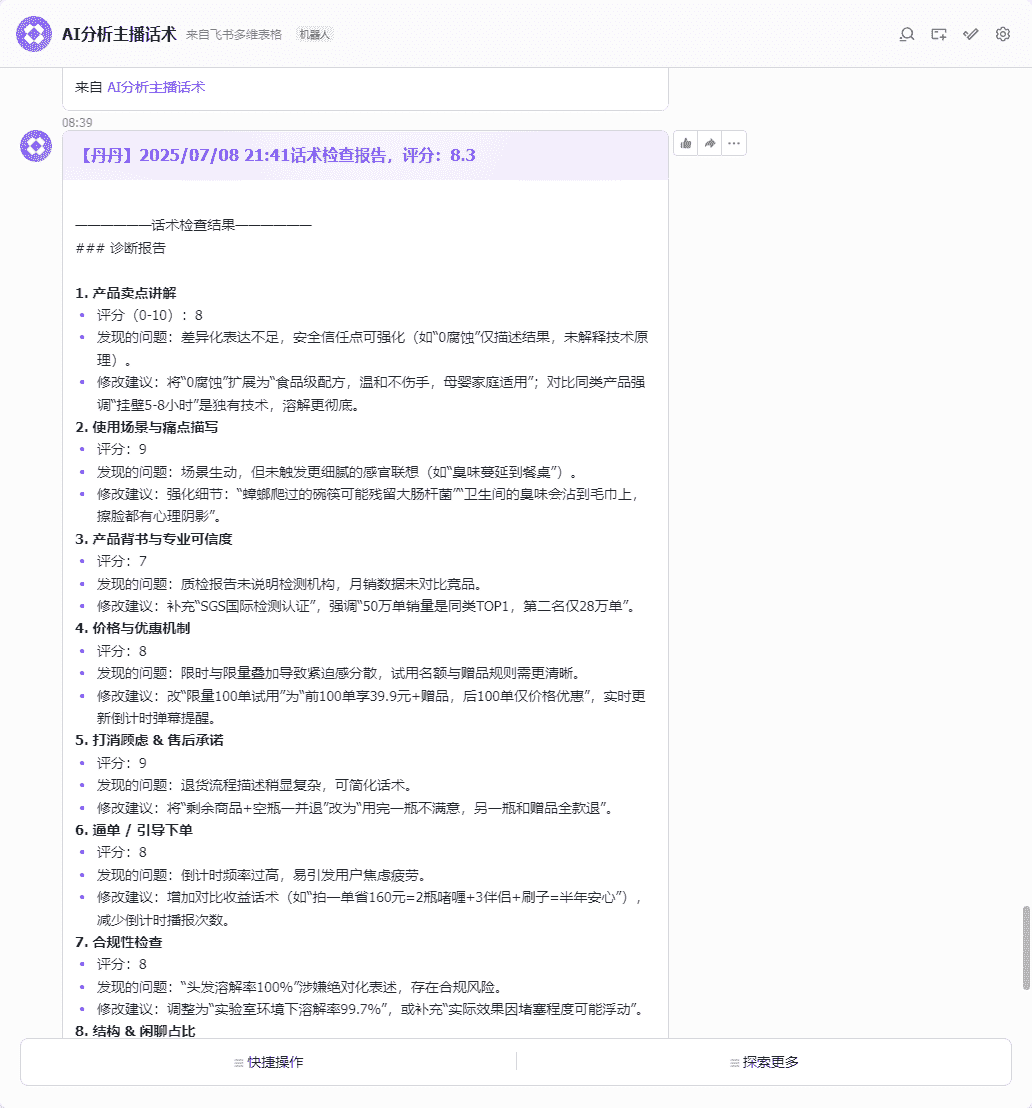 AI分析主播话术 来自飞书多维表格 机器人
来自 AI分析主播话术
08:39
【丹丹】2025/07/08 21:41话术检查报告，评分：8.3
——————话术检查结果——————
### 诊断报告
1. 产品卖点讲解
• 评分（0-10）：8
• 发现的问题：差异化表达不足，安全信任点可强化（如“0腐蚀”仅描述结果，未解释技术原
理）。
• 修改建议：将“0腐蚀”扩展为“食品级配方，温和不伤手，母婴家庭适用”；对比同类产品强
调“挂壁5-8小时”是独有技术，溶解更彻底。
2. 使用场景与痛点描写
• 评分：9
• 发现的问题：场景生动，但未触发更细腻的感官联想（如“臭味蔓延到餐桌”）。
• 修改建议：强化细节：“蟑螂爬过的碗筷可能残留大肠杆菌”“卫生间的臭味会沾到毛巾上，
擦脸都有心理阴影”。
3. 产品背书与专业可信度
• 评分：7
• 发现的问题：质检报告未说明检测机构，月销数据未对比竞品。
• 修改建议：补充“SGS国际检测认证”，强调“50万单销量是同类TOP1，第二名仅28万单”。
4. 价格与优惠机制
• 评分：8
• 发现的问题：限时与限量叠加导致紧迫感分散，试用名额与赠品规则需更清晰。
• 修改建议：改“限量100单试用”为“前100单享39.9元+赠品，后100单仅价格优惠”，实时更
新倒计时弹幕提醒。
5. 打消顾虑 & 售后承诺
• 评分：9
• 发现的问题：退货流程描述稍显复杂，可简化话术。
• 修改建议：将“剩余商品+空瓶一并退”改为“用完一瓶不满意，另一瓶和赠品全款退”。
6. 逼单 / 引导下单
• 评分：8
• 发现的问题：倒计时频率过高，易引发用户焦虑疲劳。
• 修改建议：增加对比收益话术（如“拍一单省160元=2瓶啫喱+3伴侣+刷子=半年安心”），
减少倒计时播报次数。
7. 合规性检查
• 评分：8
• 发现的问题：“头发溶解率100%”涉嫌绝对化表述，存在合规风险。
• 修改建议：调整为“实验室环境下溶解率99.7%”，或补充“实际效果因堵塞程度可能浮动”。
8. 结构 & 闲聊占比
快捷操作
探索更多